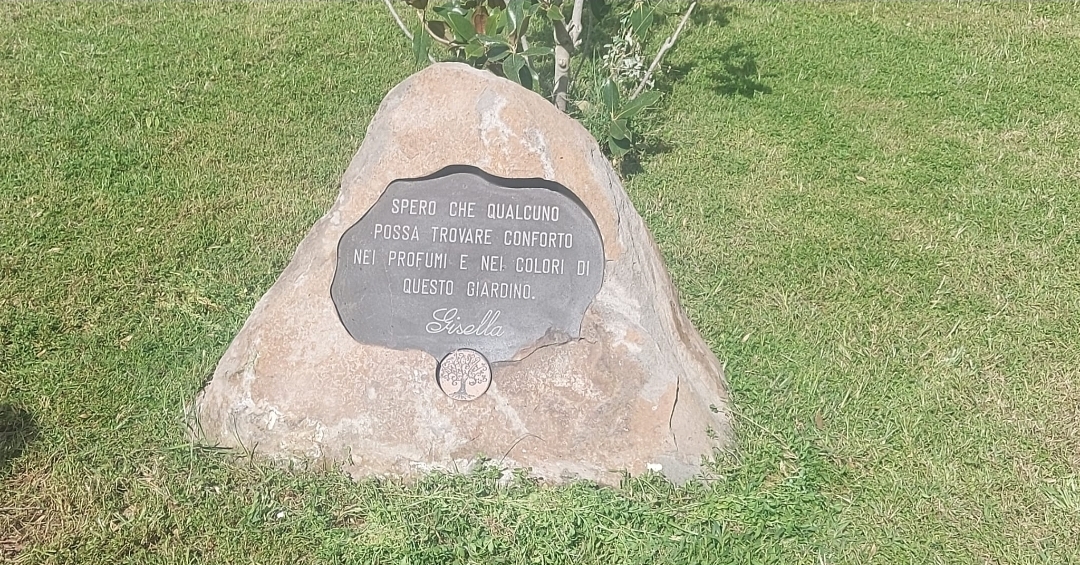 SPERO CHE QUALCUNO
POSSA TROVARE CONFORTO
NEI PROFUMI E NEI COLORI DI
QUESTO GIARDINO.
Gisella